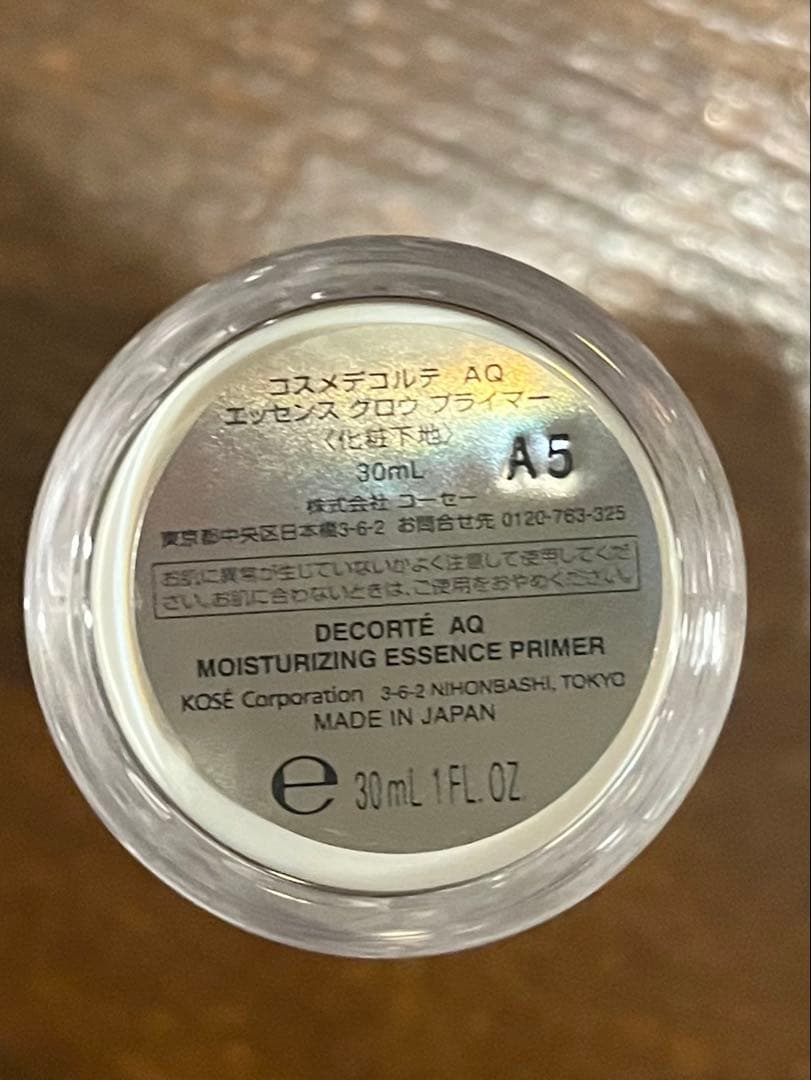 コスメデコルテ AQ
エッセンス グロウ プライマー
〈化粧下地〉
A5
30mL
株式会社 コーセー
東京都中央区日本橋3-6-2 お問合せ先 0120-763-325
お肌に異常が生じていないかよく注意して使用してくだ
さい。お肌に合わないときは、ご使用をおやめください。
DECORTÉ AQ
MOISTURIZING ESSENCE PRIMER
KOSÉ Corporation 3-6-2 NIHONBASHI, TOKYO
MADE IN JAPAN
℮ 30mL 1 FL. OZ.